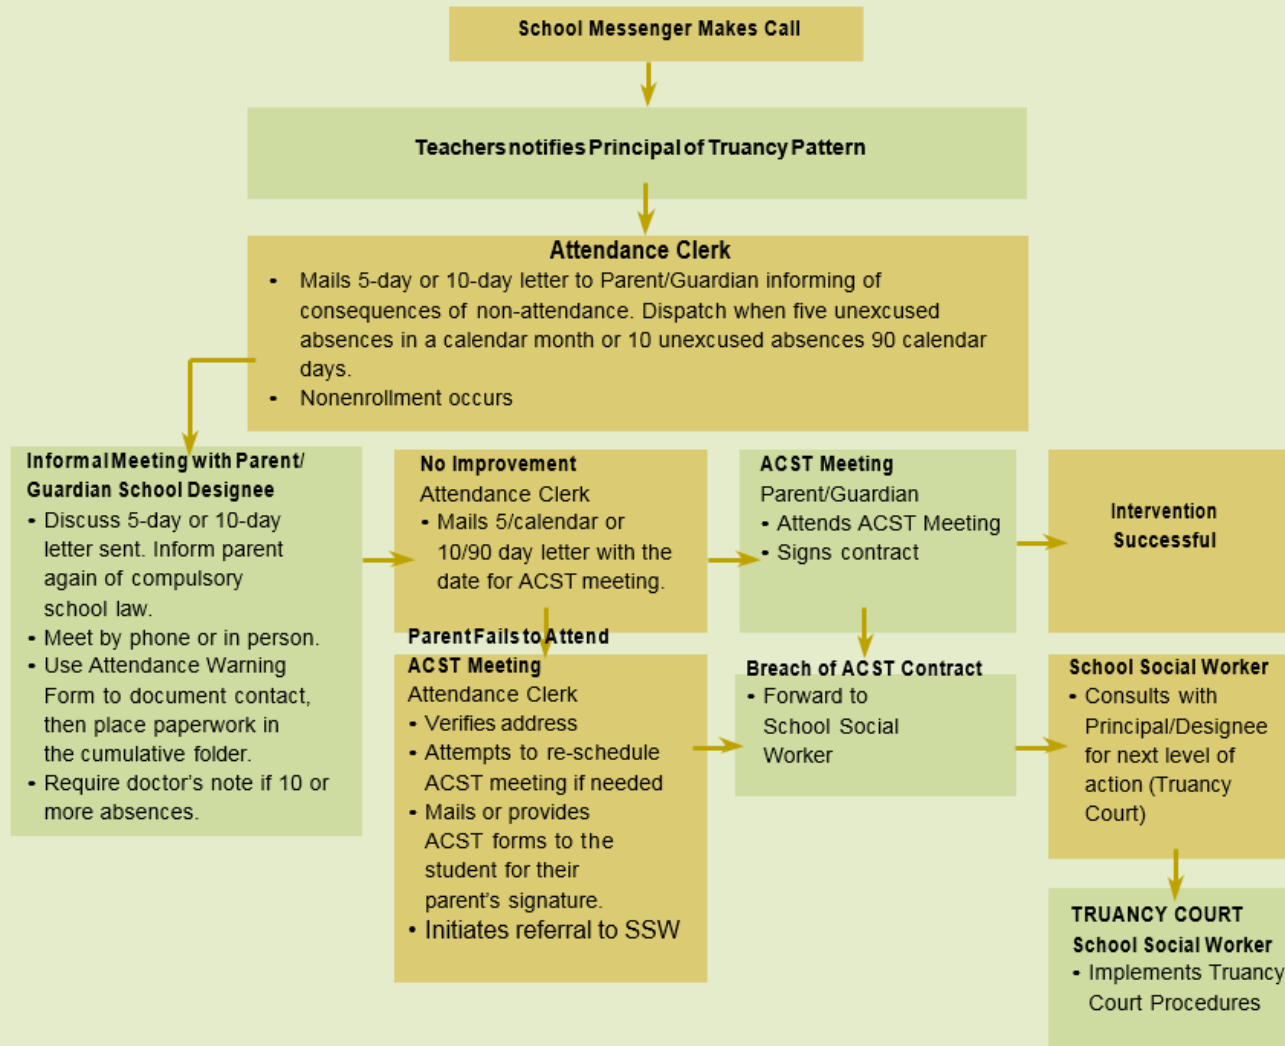 School Messenger Makes Call
Teachers notifies Principal of Truancy Pattern
Attendance Clerk
• Mails 5-day or 10-day letter to Parent/Guardian informing of
consequences of non-attendance. Dispatch when five unexcused
absences in a calendar month or 10 unexcused absences 90 calendar
days.
• Nonenrollment occurs
Informal Meeting with Parent/
Guardian School Designee
• Discuss 5-day or 10-day
letter sent. Inform parent
again of compulsory
school law.
• Meet by phone or in person.
• Use Attendance Warning
Form to document contact,
then place paperwork in
the cumulative folder.
• Require doctor's note if 10 or
more absences.
No Improvement
Attendance Clerk
• Mails 5/calendar or
10/90 day letter with the
date for ACST meeting.
ACST Meeting
Parent/Guardian
• Attends ACST Meeting
• Signs contract
Intervention
Successful
Parent Fails to Attend
ACST Meeting
Attendance Clerk
• Verifies address
• Attempts to re-schedule
ACST meeting if needed
• Mails or provides
ACST forms to the
student for their
parent's signature.
• Initiates referral to SSW
Breach of ACST Contract
• Forward to
School Social
Worker
School Social Worker
• Consults with
Principal/Designee
for next level of
action (Truancy
Court)
TRUANCY COURT
School Social Worker
• Implements Truancy
Court Procedures